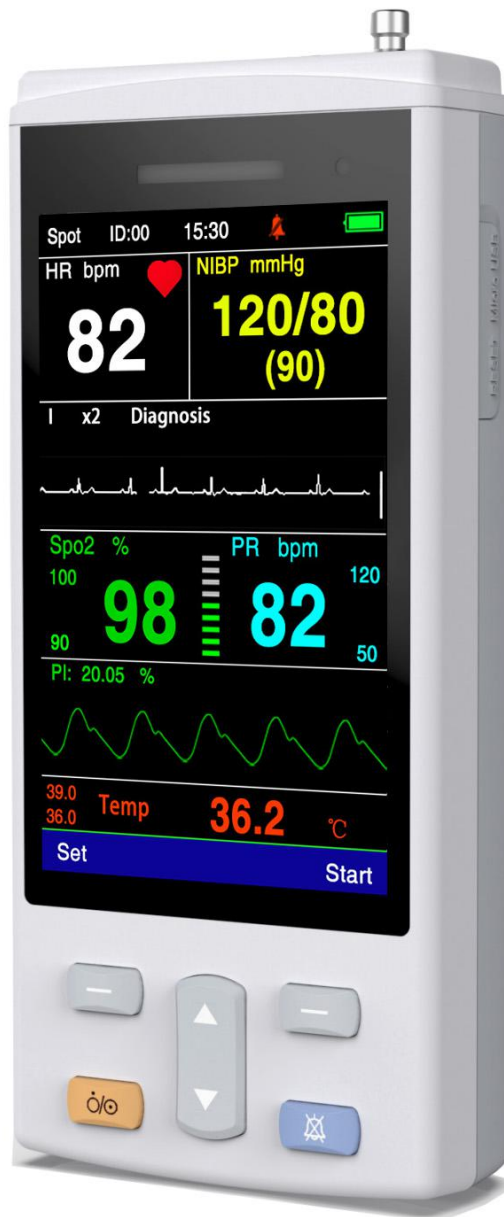 Spot ID:00 15:30
HR bpm
82
NIBP mmHg
120/80
(90)
I x2 Diagnosis
Spo2 %
100
90
98
PR bpm
82
120
50
PI: 20.05 %
39.0
36.0
Temp 36.2 °C
Set Start